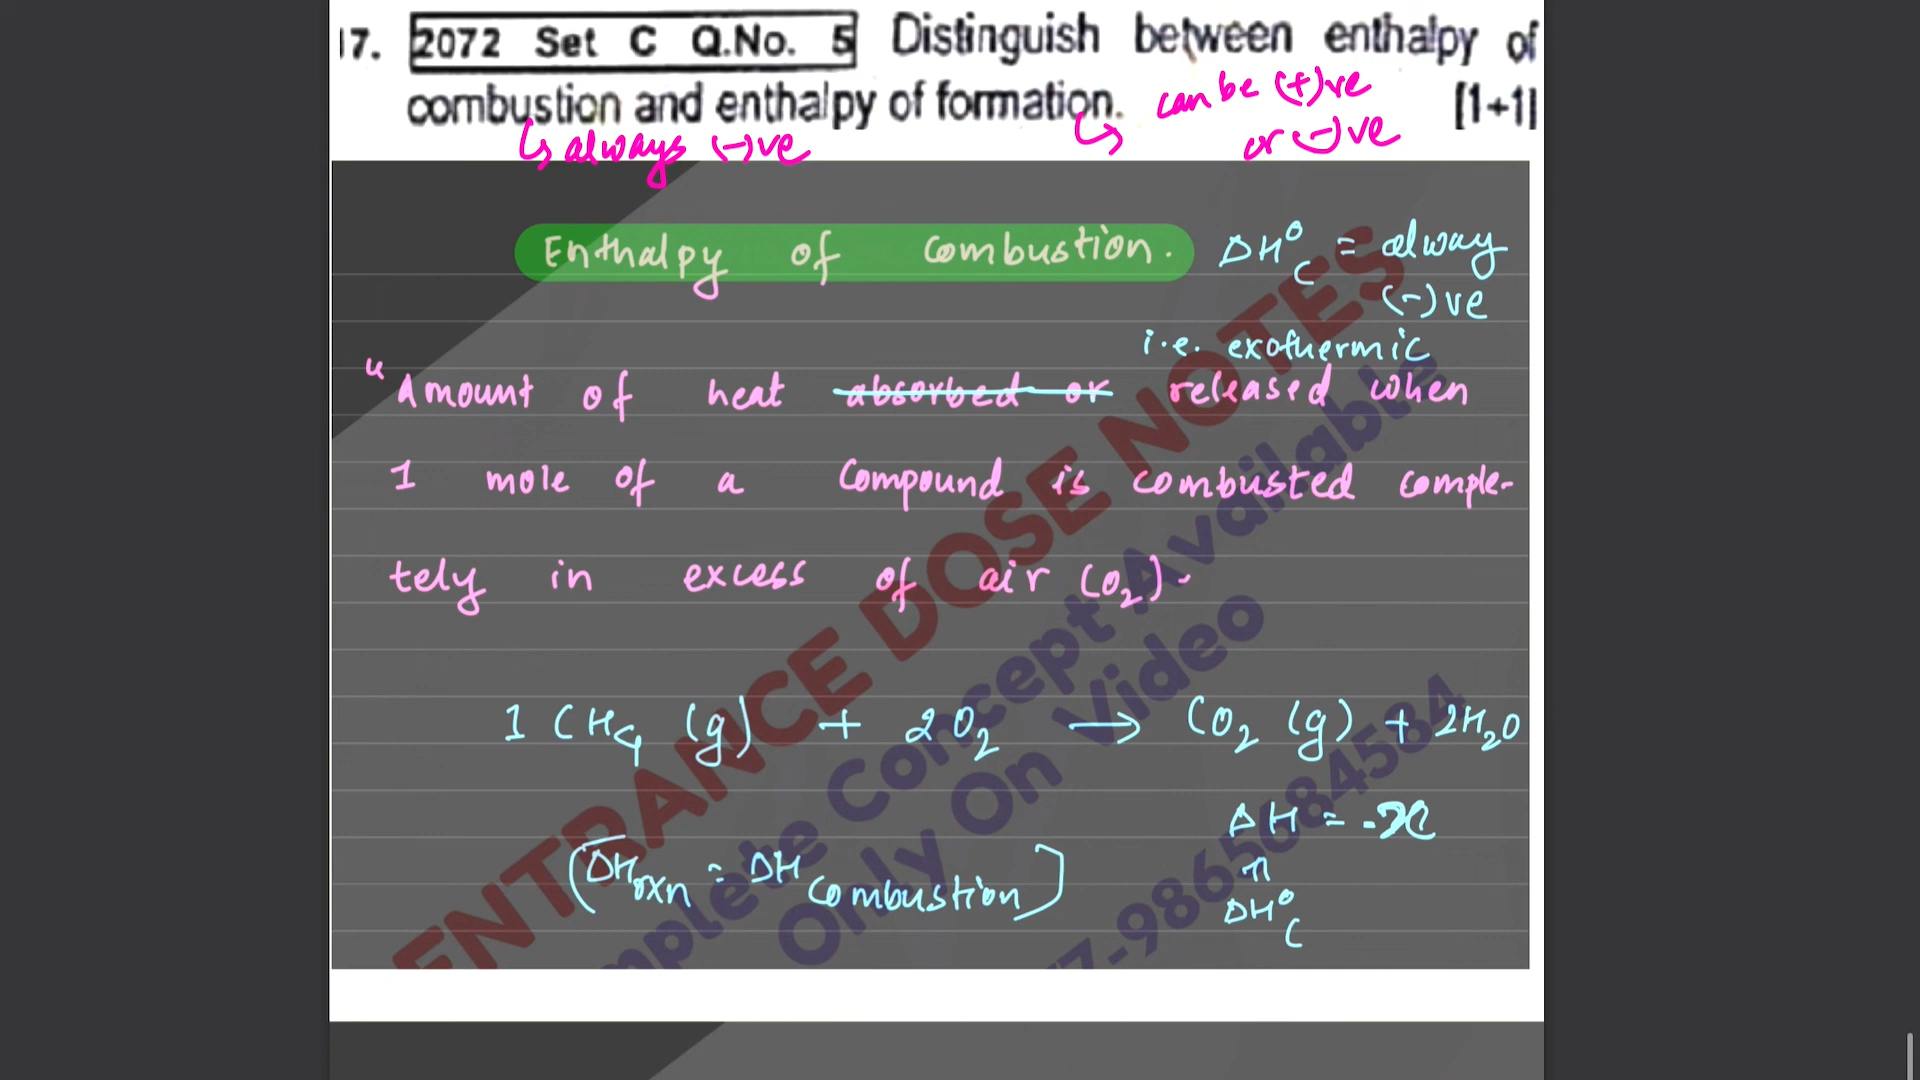 17. 2072 Set C Q.No. 5 Distinguish between enthalpy of
combustion and enthalpy of formation. [1+1]
can be (+)ve
or (-)ve
↳ always (-)ve
Enthalpy of combustion.
ΔH°C = alway
(-)ve
i.e. exothermic
"Amount of heat absorbed or released when
1 mole of a compound is combusted comple-
tely in excess of air (O2).
1 CH4 (g) + 2O2 → CO2 (g) + 2H2O
ΔH = -x
ΔH°C
(ΔHrxn = ΔH combustion)
ENTRANCE DOSE NOTES
Complete Concept Available
Only On Video
77-9865684584